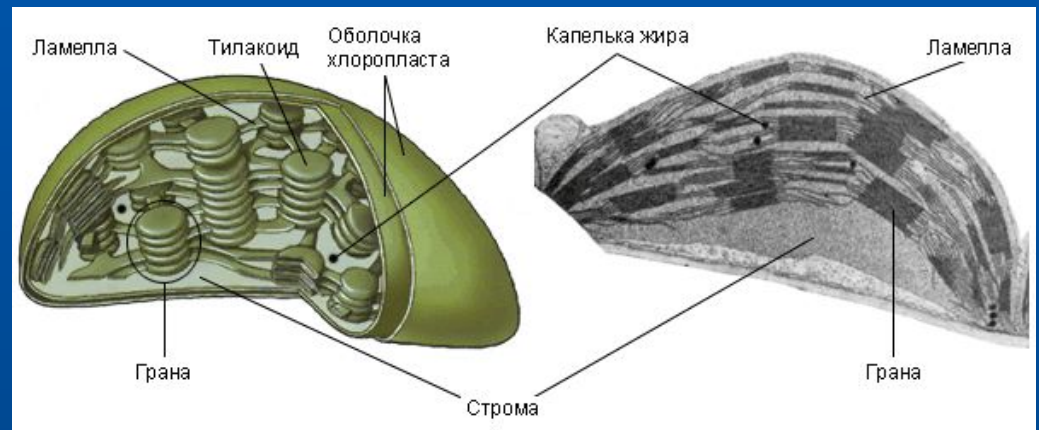 Ламелла
Тилакоид
Оболочка
хлоропласта
Капелька жира
Ламелла
Грана
Строма
Грана